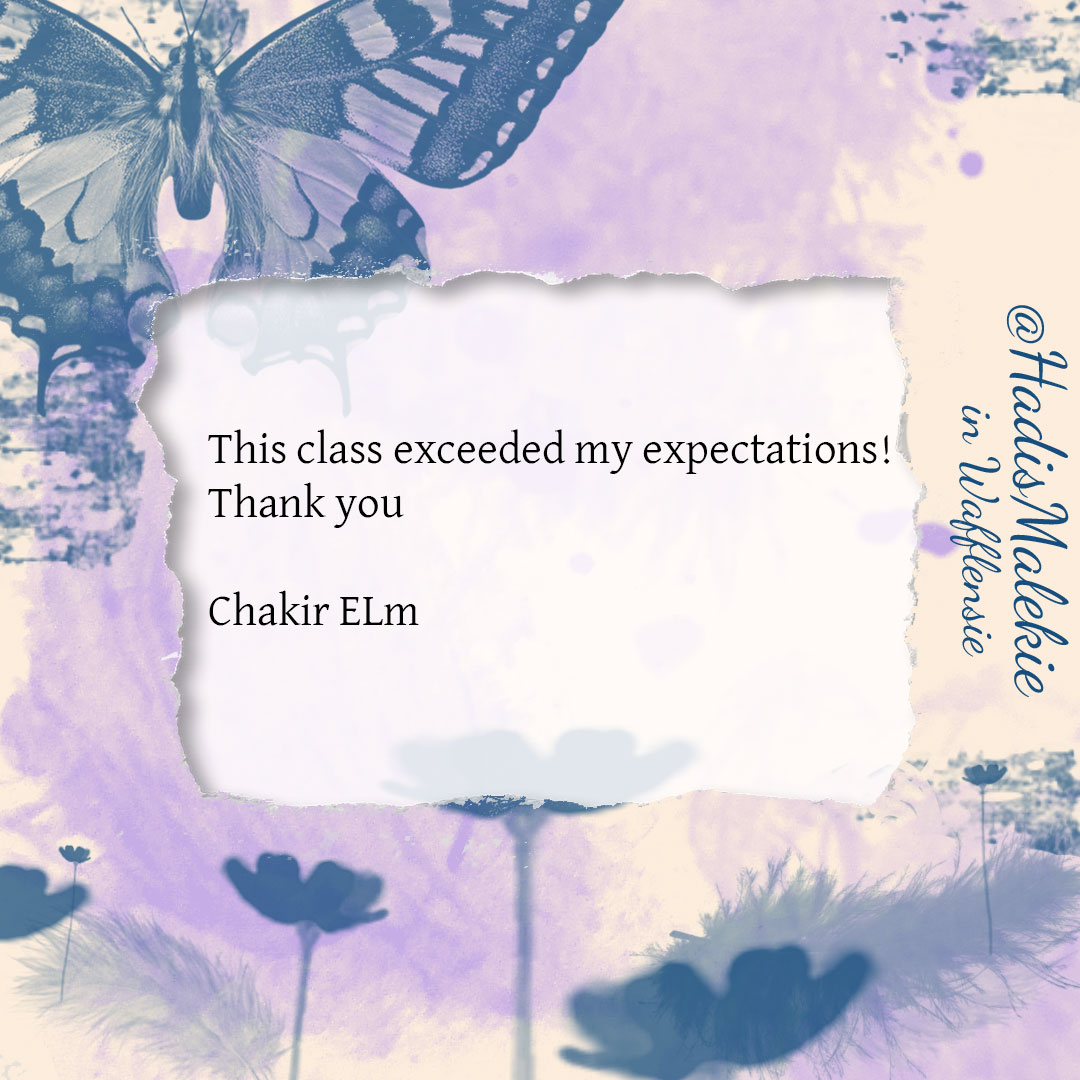 This class exceeded my expectations!
Thank you
Chakir ELm
@HadisMalekie
in Wafflensie